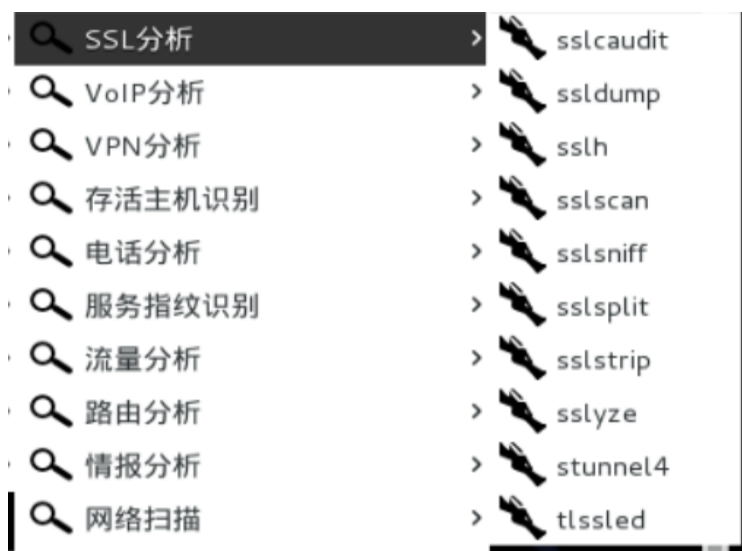 SSL分析
VoIP分析
VPN分析
存活主机识别
电话分析
服务指纹识别
流量分析
路由分析
情报分析
网络扫描
sslcaudit
ssldump
sslh
sslscan
sslsniff
sslsplit
sslstrip
sslyze
stunnel4
tlssled